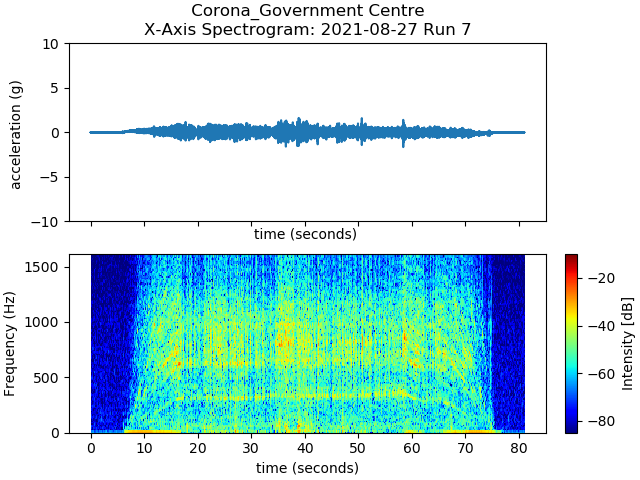 Corona_Government Centre
X-Axis Spectrogram: 2021-08-27 Run 7
10
5
0
−5
−10
acceleration (g)
time (seconds)
1500
1000
500
0
Frequency (Hz)
0 10 20 30 40 50 60 70 80
time (seconds)
−20
−40
−60
−80
Intensity [dB]